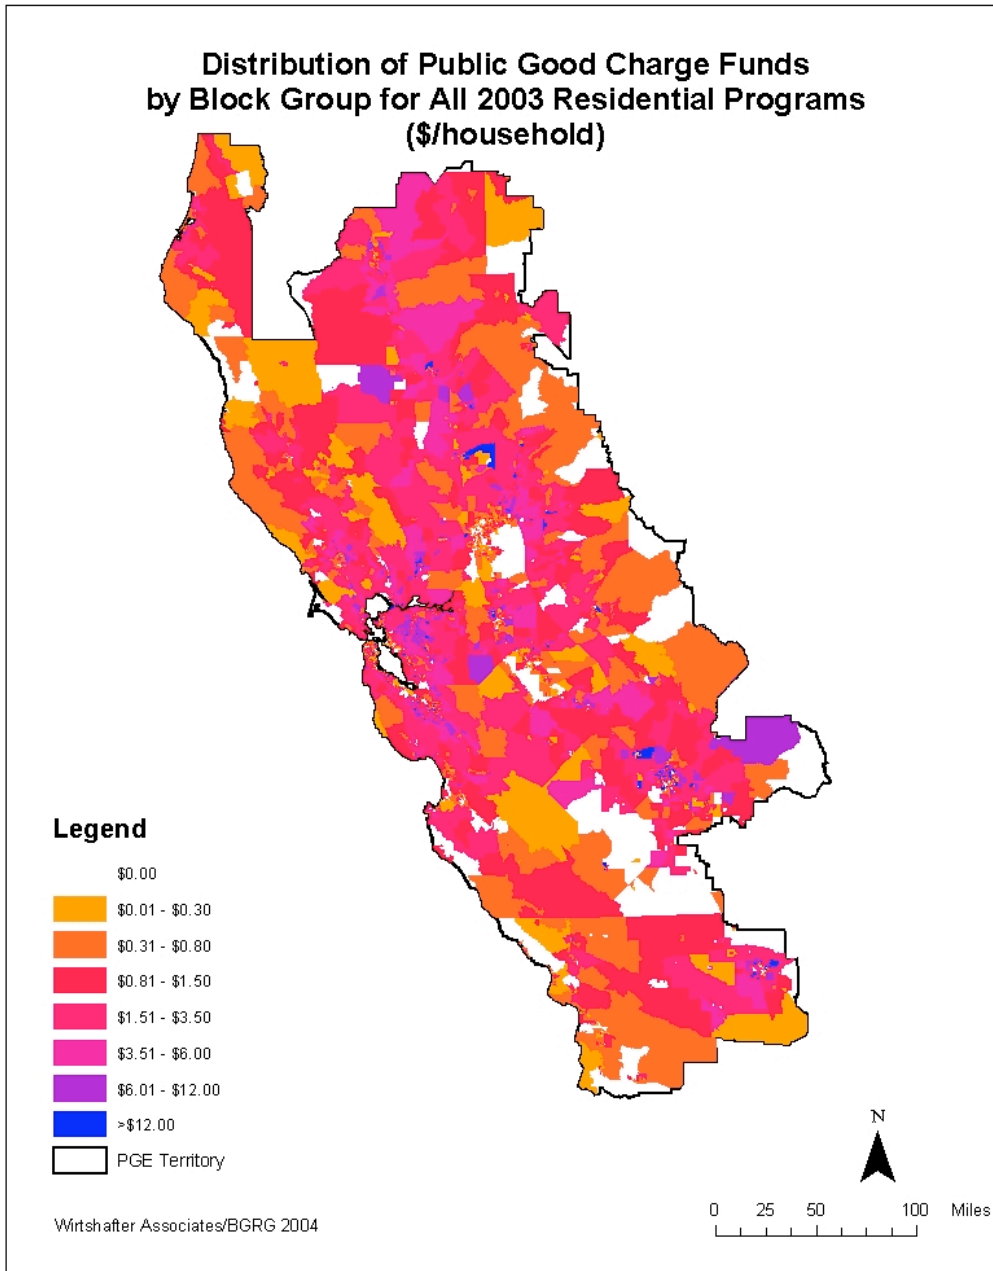 Distribution of Public Good Charge Funds
by Block Group for All 2003 Residential Programs
($/household)
Legend
$0.00
$0.01 - $0.30
$0.31 - $0.80
$0.81 - $1.50
$1.51 - $3.50
$3.51 - $6.00
$6.01 - $12.00
>$12.00
PGE Territory
Wirtshafter Associates/BGRG 2004
N
0 25 50 100 Miles